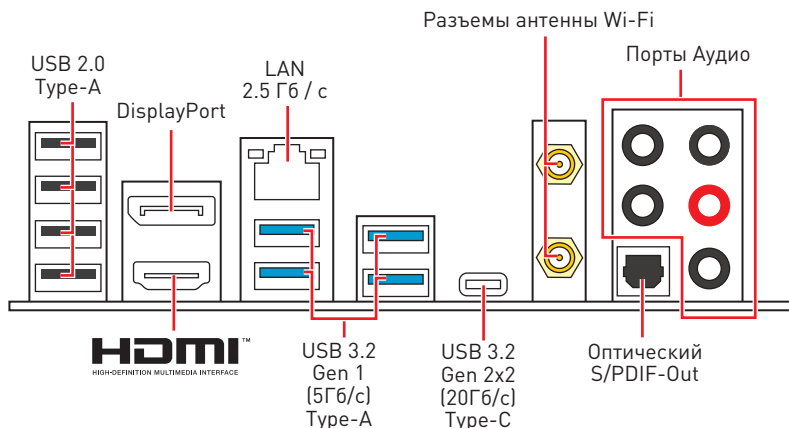 Разъемы антенны Wi-Fi
USB 2.0
Type-A
DisplayPort
LAN
2.5 Гб / с
Порты Аудио
HDMI™
HIGH-DEFINITION MULTIMEDIA INTERFACE
USB 3.2
Gen 1
(5Гб/с)
Type-A
USB 3.2
Gen 2x2
(20Гб/с)
Type-C
Оптический
S/PDIF-Out